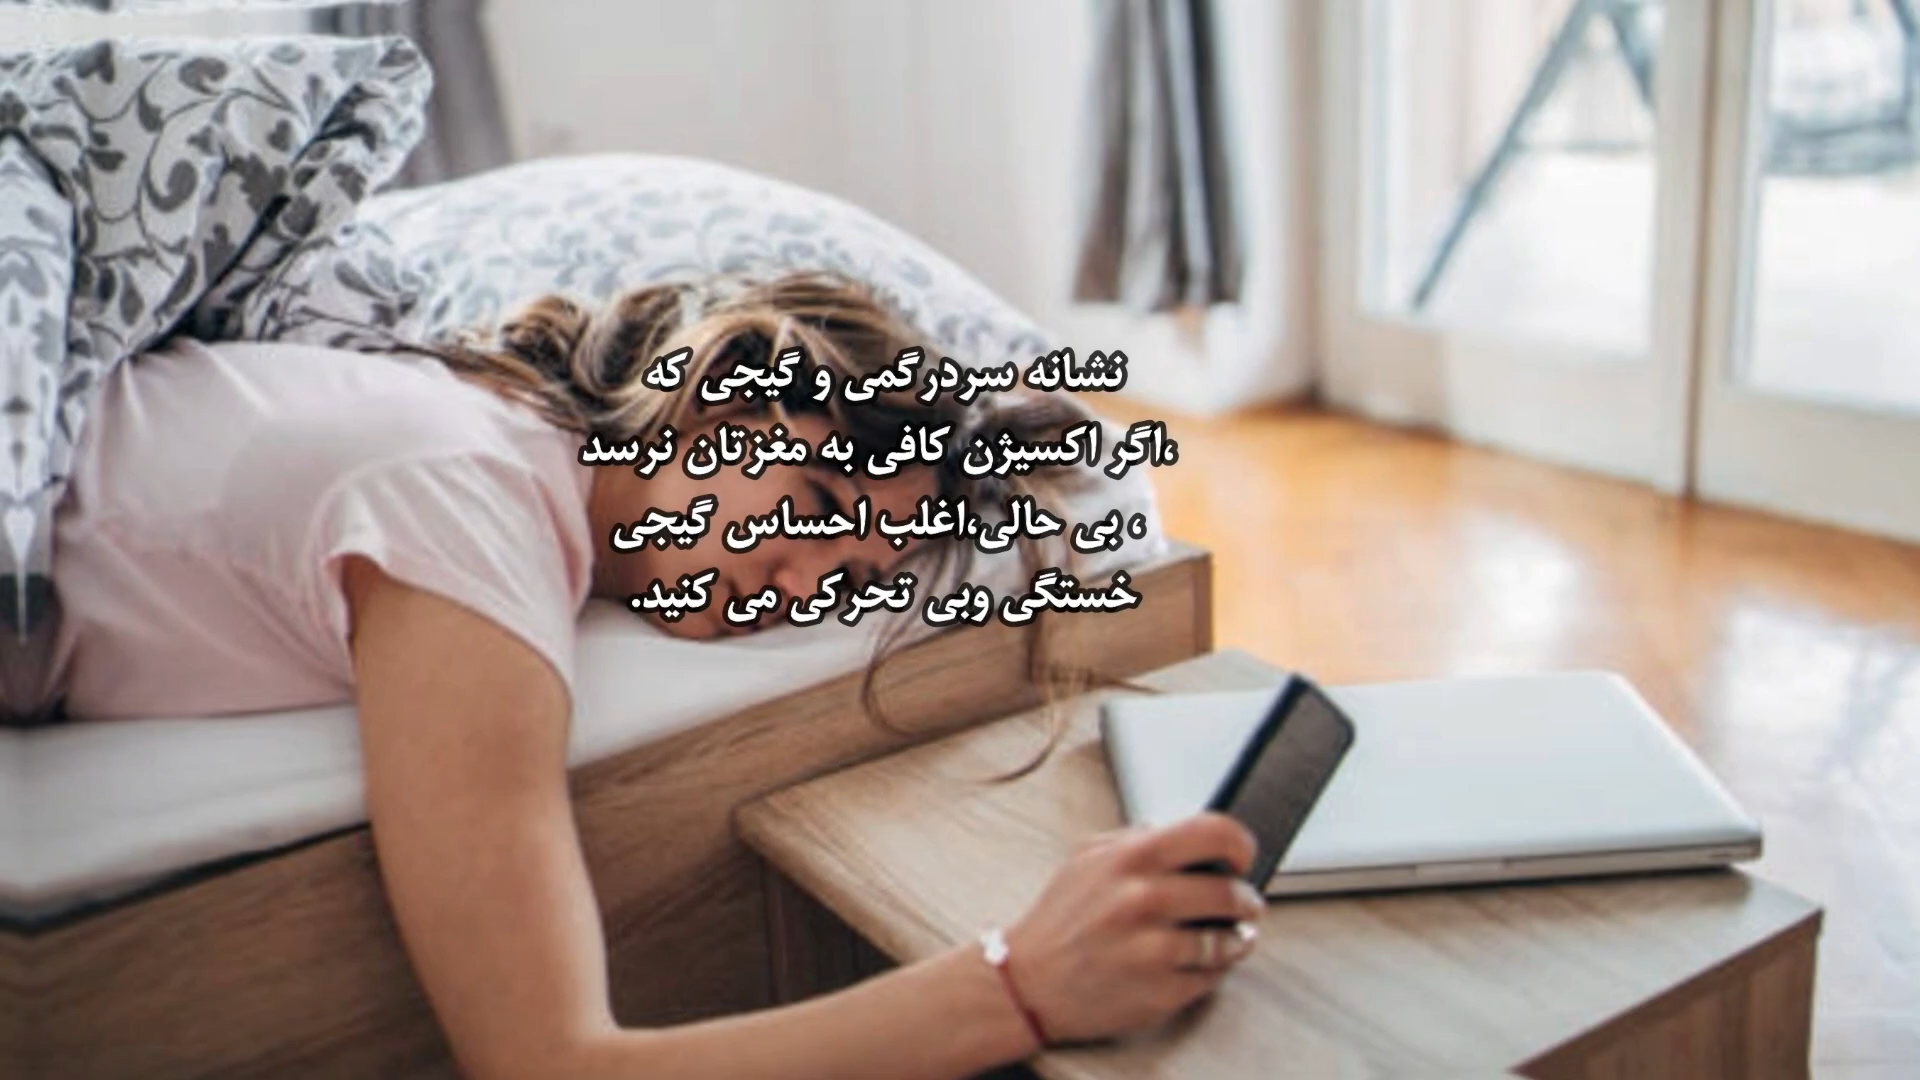 نشانه سردرگمی و گیجی که
،اگر اکسیژن کافی به مغزتان نرسد
، بی حالی،اغلب احساس گیجی
خستگی وبی تحرکی می کنید.